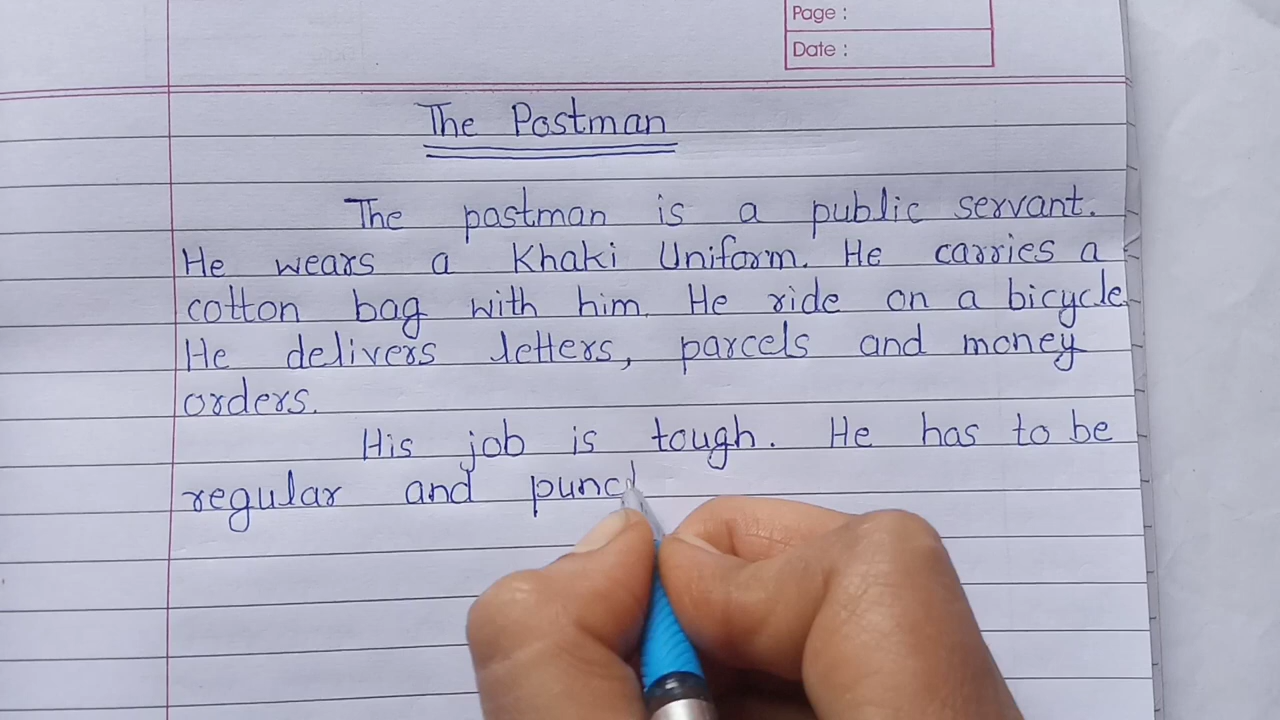 Page :
Date :
The Postman
The postman is a public servant.
He wears a Khaki Uniform. He carries a
cotton bag with him. He ride on a bicycle
He delivers letters, parcels and money
orders.
His job is tough. He has to be
regular and